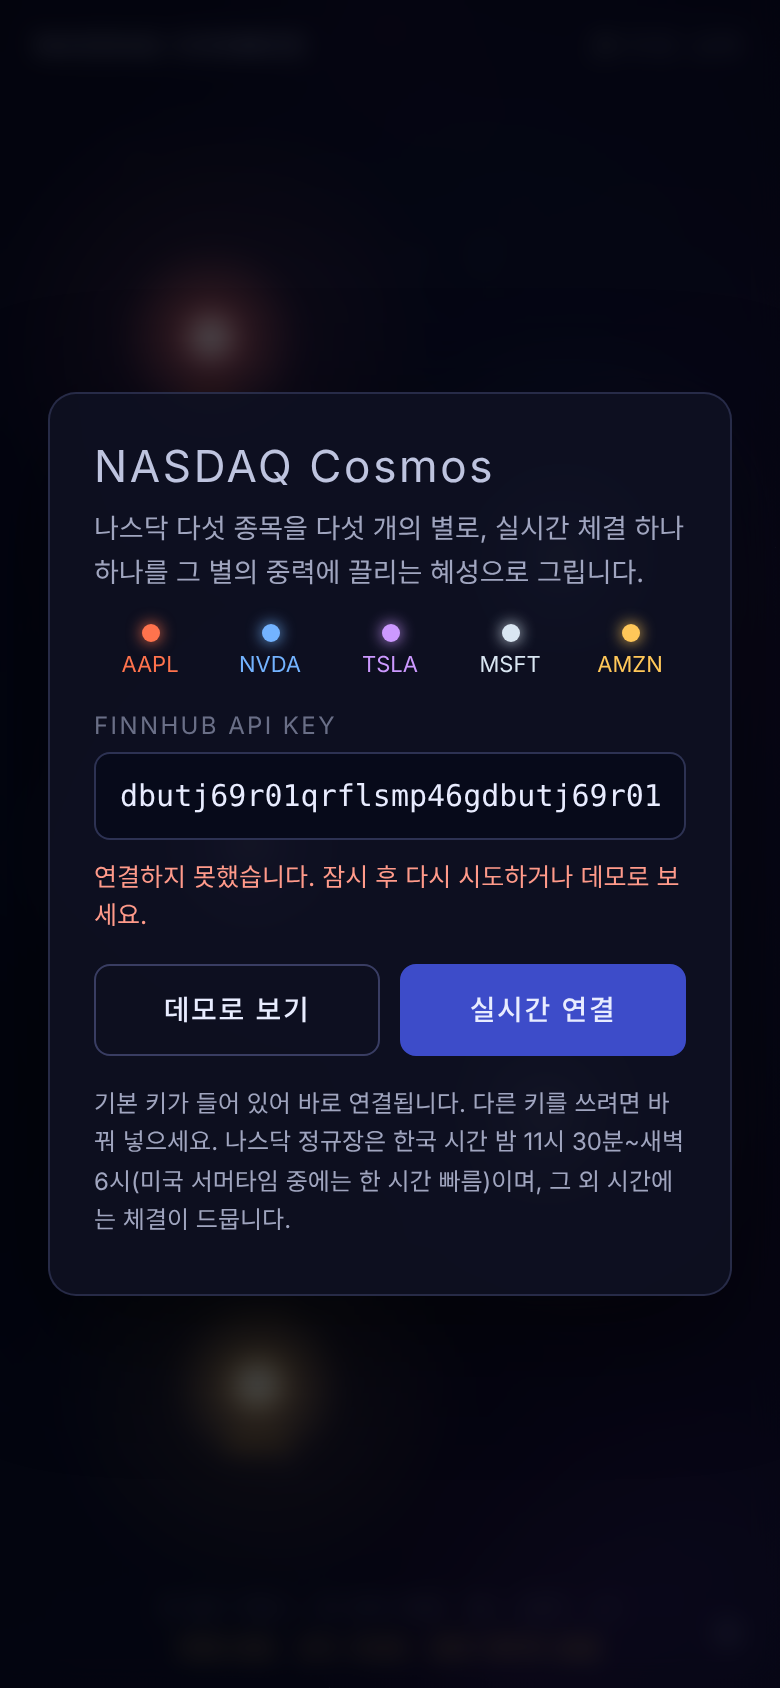 NASDAQ Cosmos
나스닥 다섯 종목을 다섯 개의 별로, 실시간 체결 하나
하나를 그 별의 중력에 끌리는 혜성으로 그립니다.
AAPL NVDA TSLA MSFT AMZN
FINNHUB API KEY
dbutj69r01qrflsmp46gdbutj69r01
연결하지 못했습니다. 잠시 후 다시 시도하거나 데모로 보
세요.
데모로 보기 실시간 연결
기본 키가 들어 있어 바로 연결됩니다. 다른 키를 쓰려면 바
꿔 넣으세요. 나스닥 정규장은 한국 시간 밤 11시 30분~새벽
6시(미국 서머타임 중에는 한 시간 빠름)이며, 그 외 시간에
는 체결이 드뭅니다.